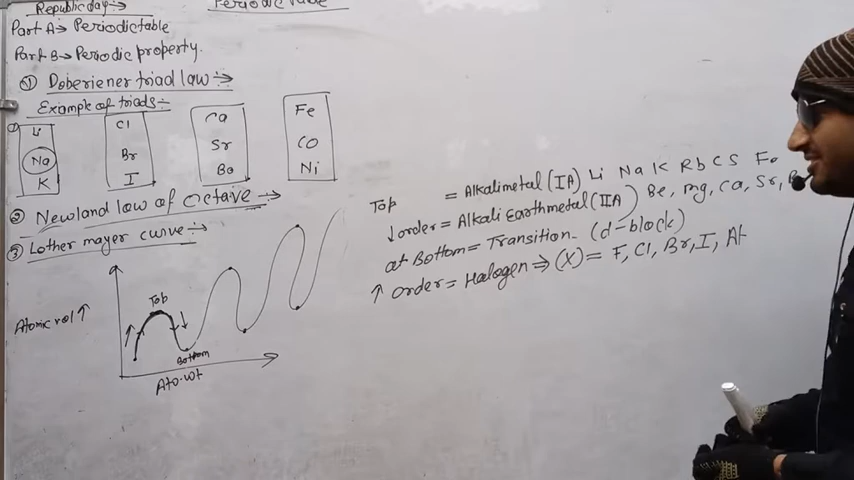 Republic day :→
Periodic table
Part A → Periodictable
Part B → Periodic property.
① Doberiener triad law :→
Example of triads :-
① Li
Na
K
Cl
Br
I
Ca
Sr
Ba
Fe
CO
Ni
② Newland law of Octave :→
③ Lother mayer curve :→
Atomic vol ↑
Top
Bottom
Ato. wt
Top = Alkalimetal (IA) Li Na K Rb CS
↓ order = Alkali Earthmetal (IIA) Be, mg, Ca, Sr,
at Bottom = Transition - (d-block)
↑ order = Halogen ⇒ (X) = F, Cl, Br, I, At